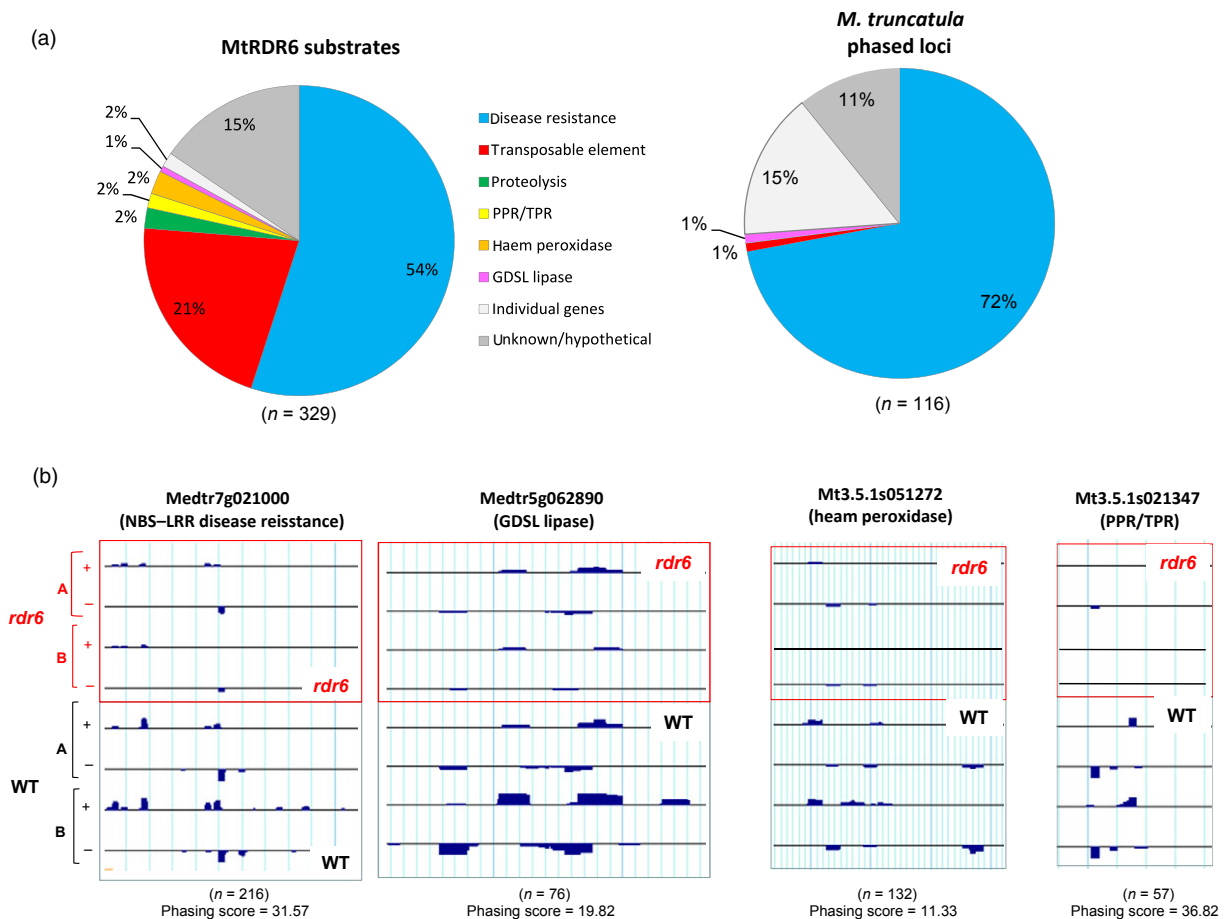 (a)
MtRDR6 substrates
M. truncatula
phased loci
2%
1%
2%
2%
2%
15%
21%
54%
(n = 329)
Disease resistance
Transposable element
Proteolysis
PPR/TPR
Haem peroxidase
GDSL lipase
Individual genes
Unknown/hypothetical
11%
15%
1%
1%
72%
(n = 116)
(b)
Medtr7g021000
(NBS–LRR disease reisstance)
Medtr5g062890
(GDSL lipase)
Mt3.5.1s051272
(heam peroxidase)
Mt3.5.1s021347
(PPR/TPR)
rdr6
A
+
–
B
+
–
WT
A
+
–
B
+
–
rdr6
WT
rdr6
WT
rdr6
WT
rdr6
WT
(n = 216)
Phasing score = 31.57
(n = 76)
Phasing score = 19.82
(n = 132)
Phasing score = 11.33
(n = 57)
Phasing score = 36.82